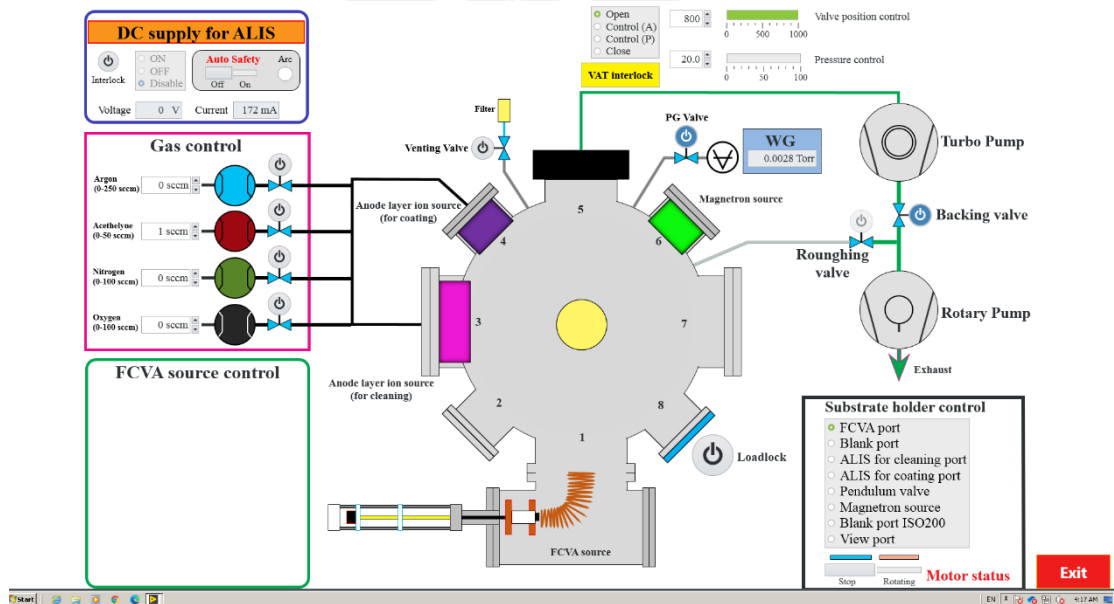 DC supply for ALIS
Interlock
ON
OFF
Disable
Auto Safety
Arc
Off On
Voltage 0 V Current 172 mA
Open
Control (A)
Control (P)
Close
VAT interlock
800
0 500 1000
Valve position control
20.0
0 50 100
Pressure control
Gas control
Argon
(0-250 sccm)
0 sccm
Acethelyne
(0-50 sccm)
1 sccm
Nitrogen
(0-100 sccm)
0 sccm
Oxygen
(0-100 sccm)
0 sccm
FCVA source control
Filter
Venting Valve
PG Valve
WG
0.0028 Torr
Turbo Pump
Backing valve
Rounghing
valve
Rotary Pump
Exhaust
Anode layer ion source
(for coating)
Magnetron source
Anode layer ion source
(for cleaning)
5
4
6
3
7
2
8
1
Loadlock
FCVA source
Substrate holder control
FCVA port
Blank port
ALIS for cleaning port
ALIS for coating port
Pendulum valve
Magnetron source
Blank port ISO200
View port
Stop Rotating Motor status
Exit
Start
EN 4:17 AM